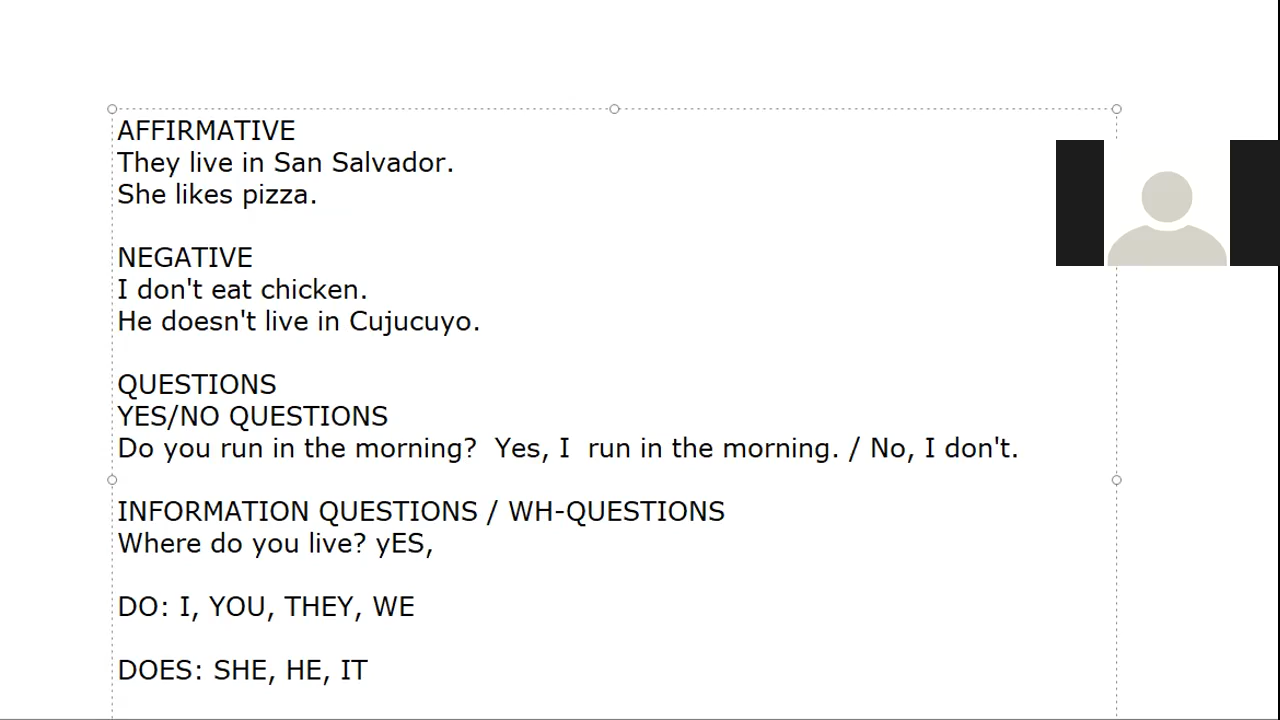 AFFIRMATIVE
They live in San Salvador.
She likes pizza.
NEGATIVE
I don't eat chicken.
He doesn't live in Cujucuyo.
QUESTIONS
YES/NO QUESTIONS
Do you run in the morning?  Yes, I  run in the morning. / No, I don't.
INFORMATION QUESTIONS / WH-QUESTIONS
Where do you live? yES,
DO: I, YOU, THEY, WE
DOES: SHE, HE, IT